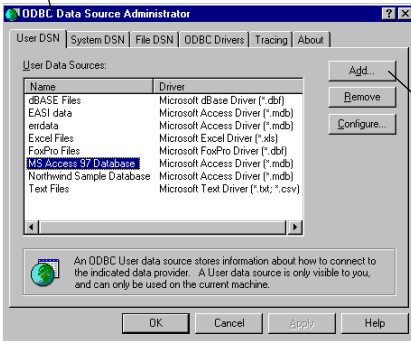 ODBC Data Source Administrator
User DSN System DSN File DSN ODBC Drivers Tracing About
User Data Sources:
Name Driver
dBASE Files Microsoft dBase Driver (*.dbf)
EASI data Microsoft Access Driver (*.mdb)
errdata Microsoft Access Driver (*.mdb)
Excel Files Microsoft Excel Driver (*.xls)
FoxPro Files Microsoft FoxPro Driver (*.dbf)
MS Access 97 Database Microsoft Access Driver (*.mdb)
Northwind Sample Database Microsoft Access Driver (*.mdb)
Text Files Microsoft Text Driver (*.txt; *.csv)
Add...
Remove
Configure...
An ODBC User data source stores information about how to connect to
the indicated data provider. A User data source is only visible to you,
and can only be used on the current machine.
OK Cancel Apply Help